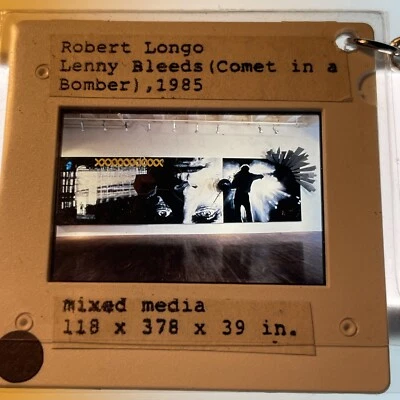 Robert Longo
Lenny Bleeds(Comet in a
Bomber),1985
mixed media
118 x 378 x 39 in.